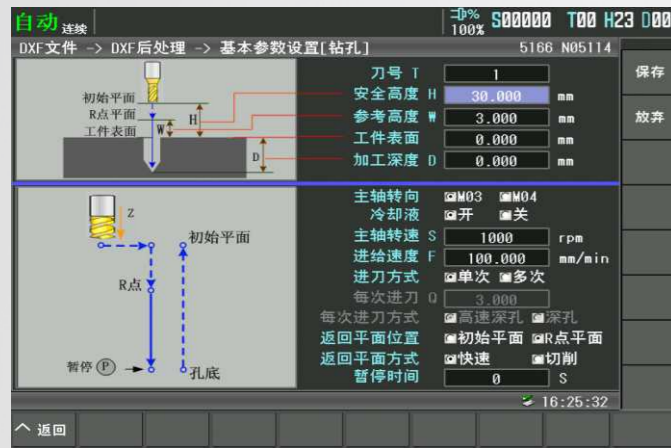 自动 连续 0% 100% S00000 T00 H23 D00
DXF文件 -> DXF后处理 -> 基本参数设置[钻孔] 5166 N05114
初始平面
R点平面
工件表面
H
W
D
刀号 T 1
安全高度 H 30.000 mm
参考高度 W 3.000 mm
工件表面 0.000 mm
加工深度 D 0.000 mm
保存
放弃
Z
初始平面
R点
暂停 P
孔底
主轴转向 M03 M04
冷却液 开 关
主轴转速 S 1000 rpm
进给速度 F 100.000 mm/min
进刀方式 单次 多次
每次进刀 Q 3.000
每次进刀方式 高速深孔 深孔
返回平面位置 初始平面 R点平面
返回平面方式 快速 切削
暂停时间 0 S
16:25:32
返回